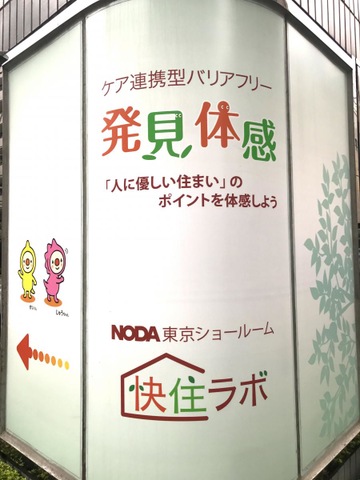 ケア連携型バリアフリー
発見体感
「人に優しい住まい」の
ポイントを体感しよう
NODA東京ショールーム
快住ラボ